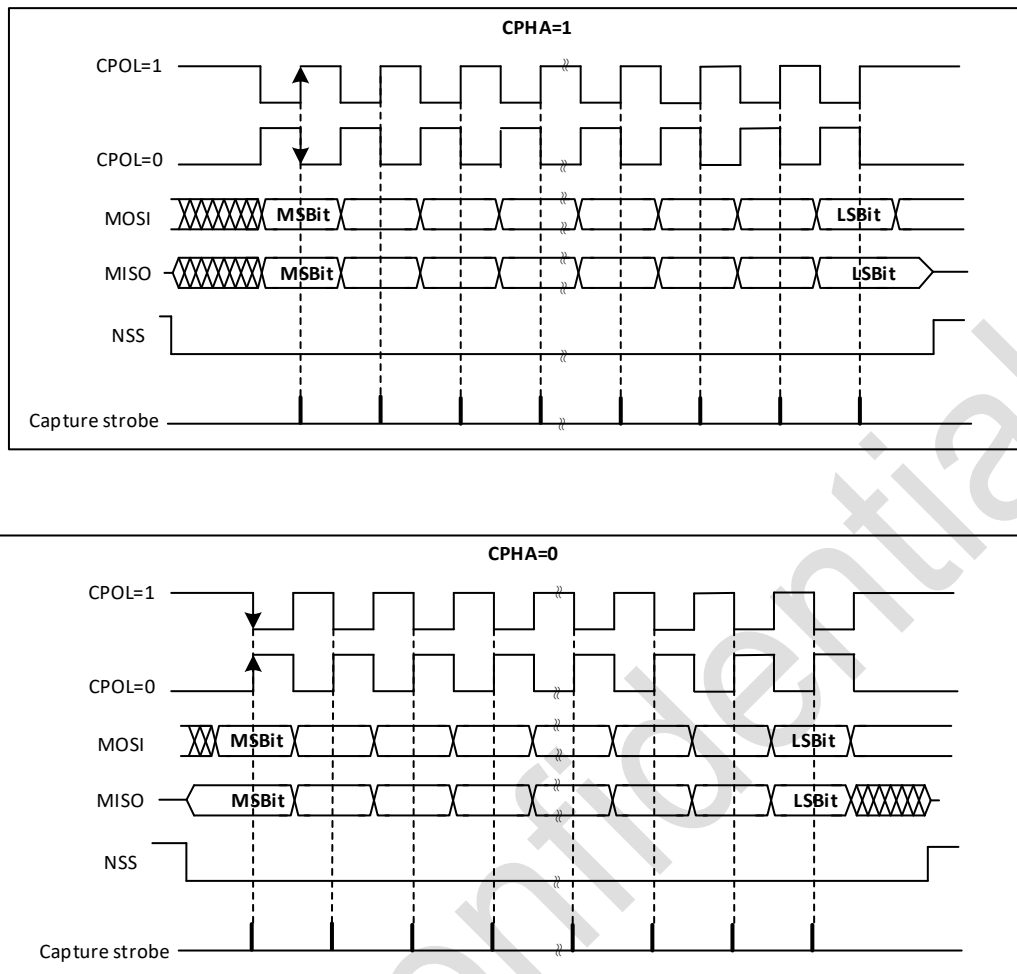 CPHA=1
CPOL=1
CPOL=0
MOSI MSBit LSBit
MISO MSBit LSBit
NSS
Capture strobe
CPHA=0
CPOL=1
CPOL=0
MOSI MSBit LSBit
MISO MSBit LSBit
NSS
Capture strobe
onfidential